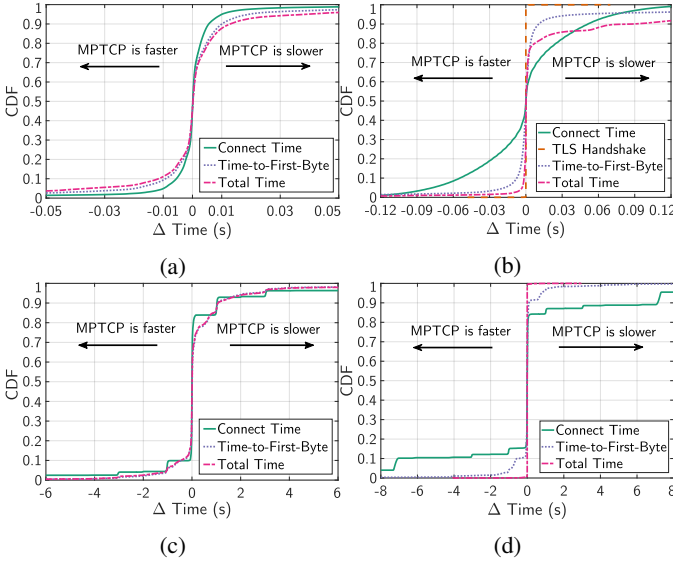 1
0.9
0.8
0.7
0.6
0.5
0.4
0.3
0.2
0.1
0
CDF
MPTCP is faster
MPTCP is slower
Connect Time
Time-to-First-Byte
Total Time
-0.05 -0.03 -0.01 0 0.01 0.03 0.05
Δ Time (s)
(a)
1
0.9
0.8
0.7
0.6
0.5
0.4
0.3
0.2
0.1
0
CDF
MPTCP is faster
MPTCP is slower
Connect Time
TLS Handshake
Time-to-First-Byte
Total Time
-0.12 -0.09 -0.06 -0.03 0 0.03 0.06 0.09 0.12
Δ Time (s)
(b)
1
0.9
0.8
0.7
0.6
0.5
0.4
0.3
0.2
0.1
0
CDF
MPTCP is faster
MPTCP is slower
Connect Time
Time-to-First-Byte
Total Time
-6 -4 -2 0 2 4 6
Δ Time (s)
(c)
1
0.9
0.8
0.7
0.6
0.5
0.4
0.3
0.2
0.1
0
CDF
MPTCP is faster
MPTCP is slower
Connect Time
Time-to-First-Byte
Total Time
-8 -6 -4 -2 0 2 4 6 8
Δ Time (s)
(d)